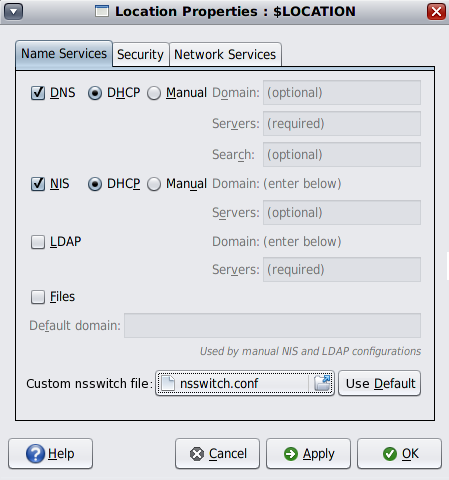 Location Properties : $LOCATION
Name Services Security Network Services
DNS DHCP Manual Domain: (optional)
Servers: (required)
Search: (optional)
NIS DHCP Manual Domain: (enter below)
Servers: (optional)
LDAP Domain: (enter below)
Servers: (required)
Files
Default domain:
Used by manual NIS and LDAP configurations
Custom nsswitch file: nsswitch.conf Use Default
Help Cancel Apply OK